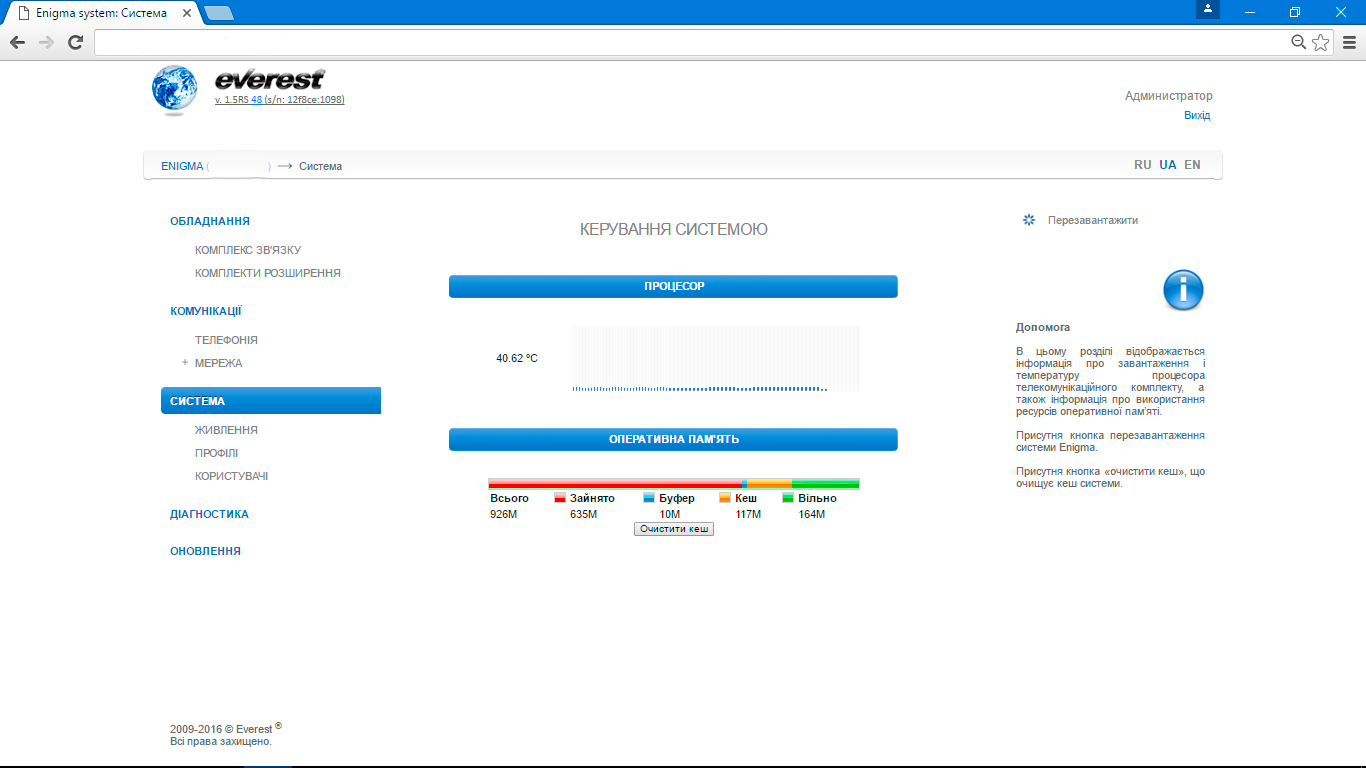 Enigma system: Система
everest
v. 1.5RS 48 (s/n: 12f8ce:1098)
Администратор
Вихід
ENIGMA ( ) → Система
RU UA EN
ОБЛАДНАННЯ
КОМПЛЕКС ЗВ'ЯЗКУ
КОМПЛЕКТИ РОЗШИРЕННЯ
КОМУНІКАЦІЇ
ТЕЛЕФОНІЯ
+ МЕРЕЖА
СИСТЕМА
ЖИВЛЕННЯ
ПРОФІЛІ
КОРИСТУВАЧІ
ДІАГНОСТИКА
ОНОВЛЕННЯ
КЕРУВАННЯ СИСТЕМОЮ
ПРОЦЕСОР
40.62 °C
ОПЕРАТИВНА ПАМ'ЯТЬ
Всього Зайнято Буфер Кеш Вільно
926M 635M 10M 117M 164M
Очистити кеш
Перезавантажити
Допомога
В цьому розділі відображається
інформація про завантаження і
температуру процесора
телекомунікаційного комплекту, а
також інформація про використання
ресурсів оперативної пам'яті.
Присутня кнопка перезавантаження
системи Enigma.
Присутня кнопка «очистити кеш», що
очищує кеш системи.
2009-2016 © Everest ®
Всі права захищено.